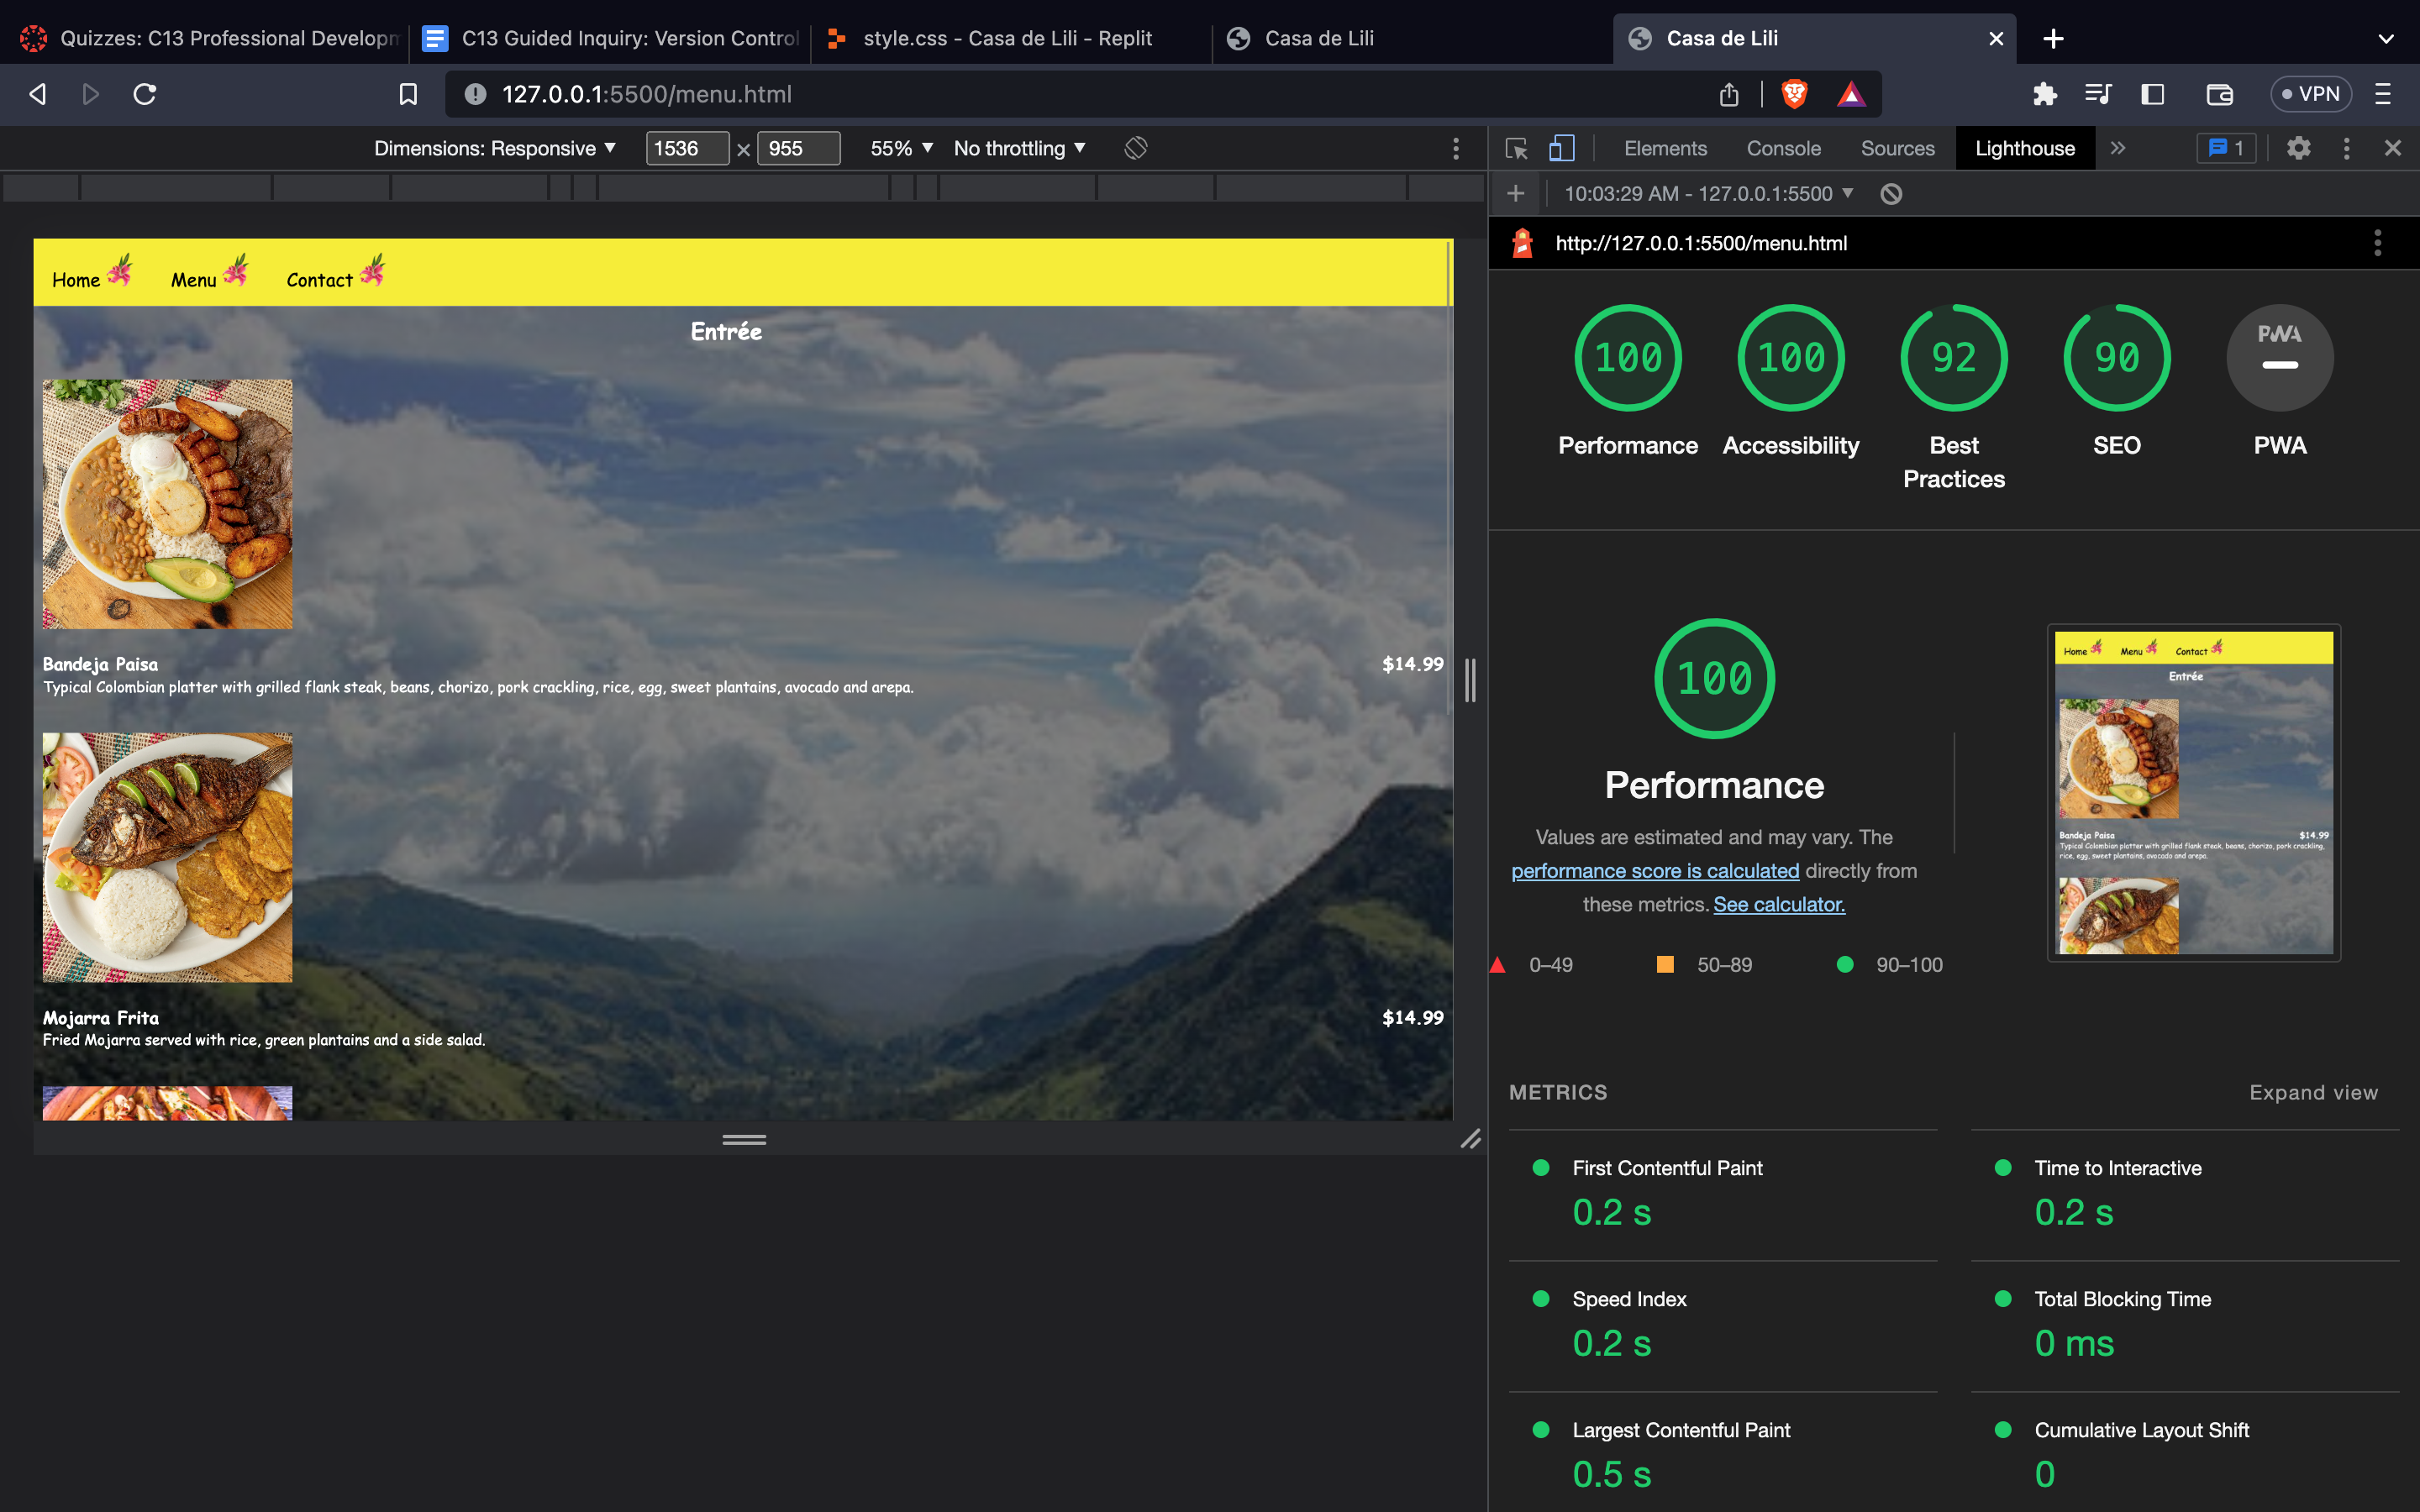 Quizzes: C13 Professional Developm
C13 Guided Inquiry: Version Control
style.css - Casa de Lili - Replit
Casa de Lili
Casa de Lili
127.0.0.1:5500/menu.html
VPN
Dimensions: Responsive
1536 × 955
55%
No throttling
Elements
Console
Sources
Lighthouse
1
10:03:29 AM - 127.0.0.1:5500
http://127.0.0.1:5500/menu.html
Home
Menu
Contact
Entrée
Bandeja Paisa
$14.99
Typical Colombian platter with grilled flank steak, beans, chorizo, pork crackling, rice, egg, sweet plantains, avocado and arepa.
Mojarra Frita
$14.99
Fried Mojarra served with rice, green plantains and a side salad.
100
Performance
100
Accessibility
92
Best
Practices
90
SEO
PWA
PWA
100
Performance
Values are estimated and may vary. The
performance score is calculated directly from
these metrics. See calculator.
0–49
50–89
90–100
Home
Menu
Contact
Entrée
Bandeja Paisa
$14.99
Typical Colombian platter with grilled flank steak, beans, chorizo, pork crackling,
rice, egg, sweet plantains, avocado and arepa.
METRICS
Expand view
First Contentful Paint
0.2 s
Time to Interactive
0.2 s
Speed Index
0.2 s
Total Blocking Time
0 ms
Largest Contentful Paint
0.5 s
Cumulative Layout Shift
0